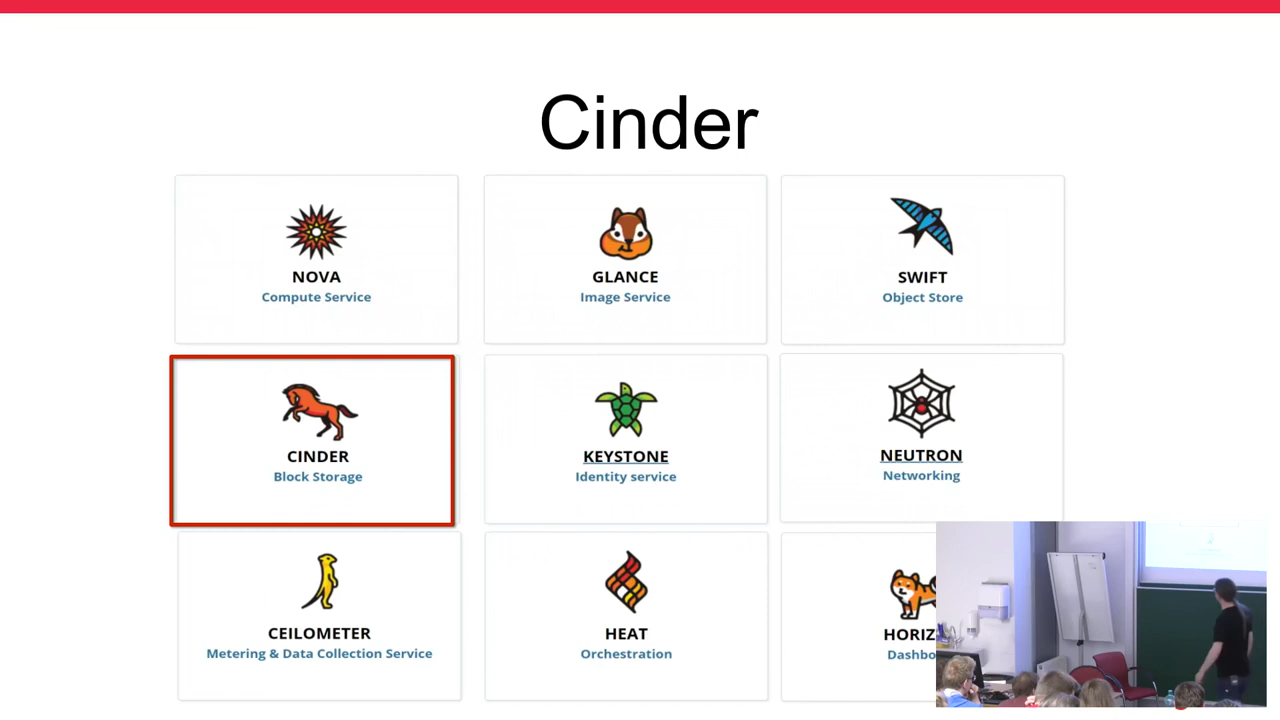 Cinder
NOVA
Compute Service
GLANCE
Image Service
SWIFT
Object Store
CINDER
Block Storage
KEYSTONE
Identity service
NEUTRON
Networking
CEILOMETER
Metering & Data Collection Service
HEAT
Orchestration
HORIZ
Dashbo